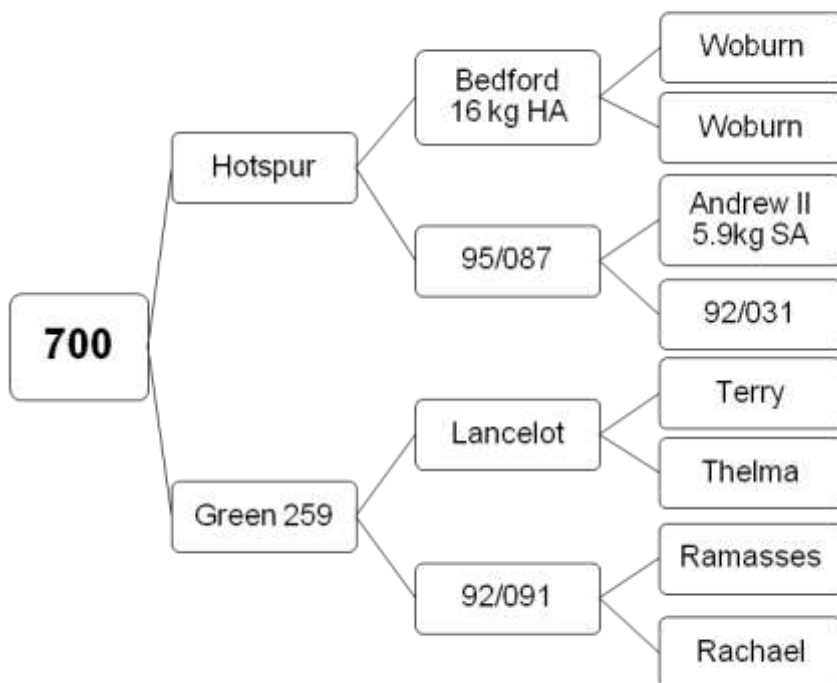 Woburn
Bedford
16 kg HA
Woburn
Hotspur
Andrew II
5.9kg SA
95/087
92/031
700
Terry
Lancelot
Thelma
Green 259
Ramasses
92/091
Rachael